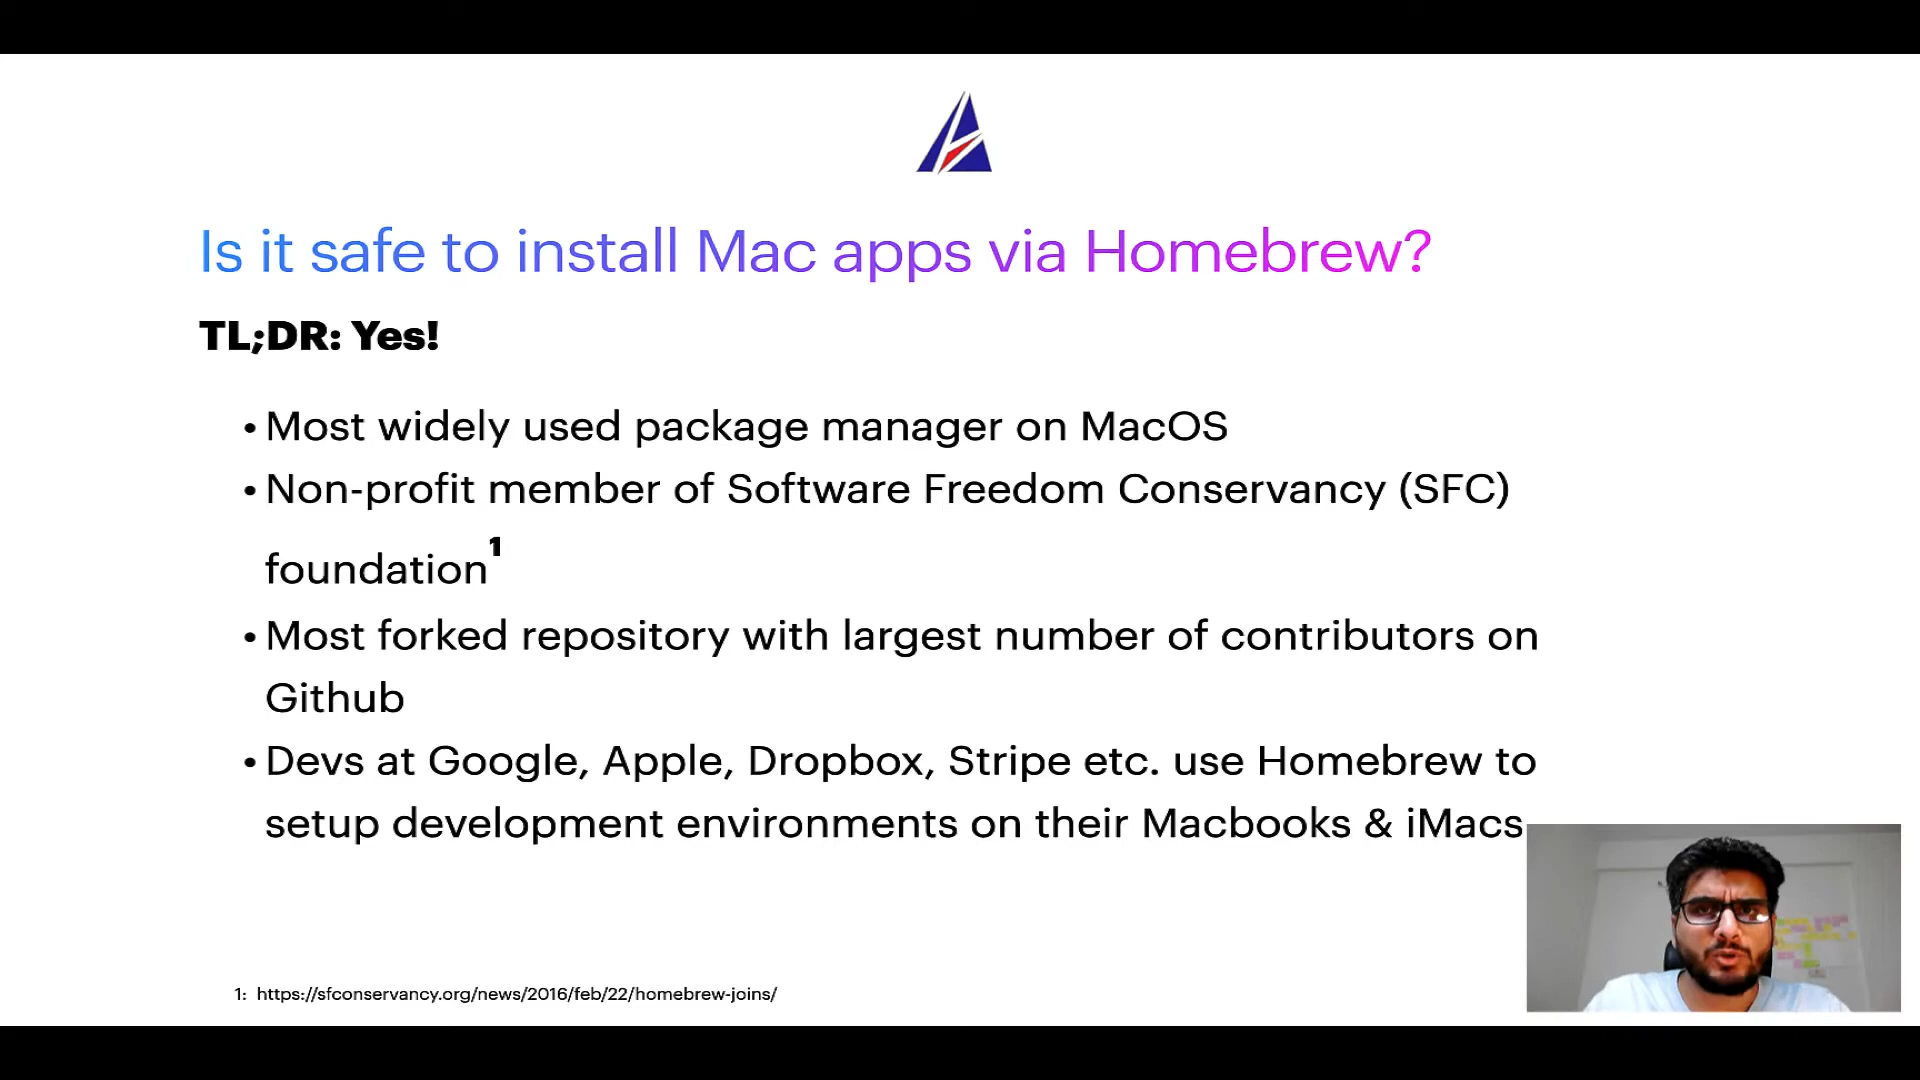 Is it safe to install Mac apps via Homebrew?
TL;DR: Yes!
• Most widely used package manager on MacOS
• Non-profit member of Software Freedom Conservancy (SFC)
foundation¹
• Most forked repository with largest number of contributors on
Github
• Devs at Google, Apple, Dropbox, Stripe etc. use Homebrew to
setup development environments on their Macbooks & iMacs
1: https://sfconservancy.org/news/2016/feb/22/homebrew-joins/